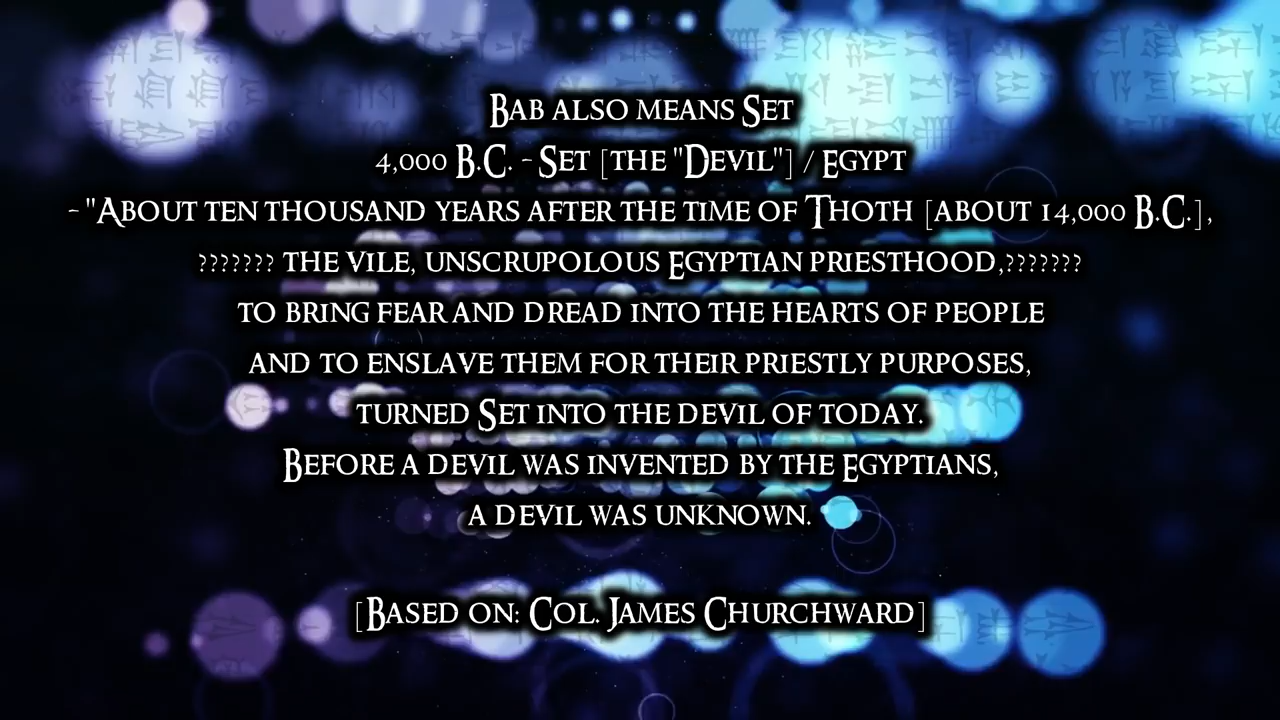 Bab also means Set
4,000 B.C. - Set [the "Devil"] / Egypt
- "About ten thousand years after the time of Thoth [about 14,000 B.C.],
??????? the vile, unscrupolous Egyptian priesthood,???????
to bring fear and dread into the hearts of people
and to enslave them for their priestly purposes,
turned Set into the devil of today.
Before a devil was invented by the Egyptians,
a devil was unknown.
[Based on: Col. James Churchward]